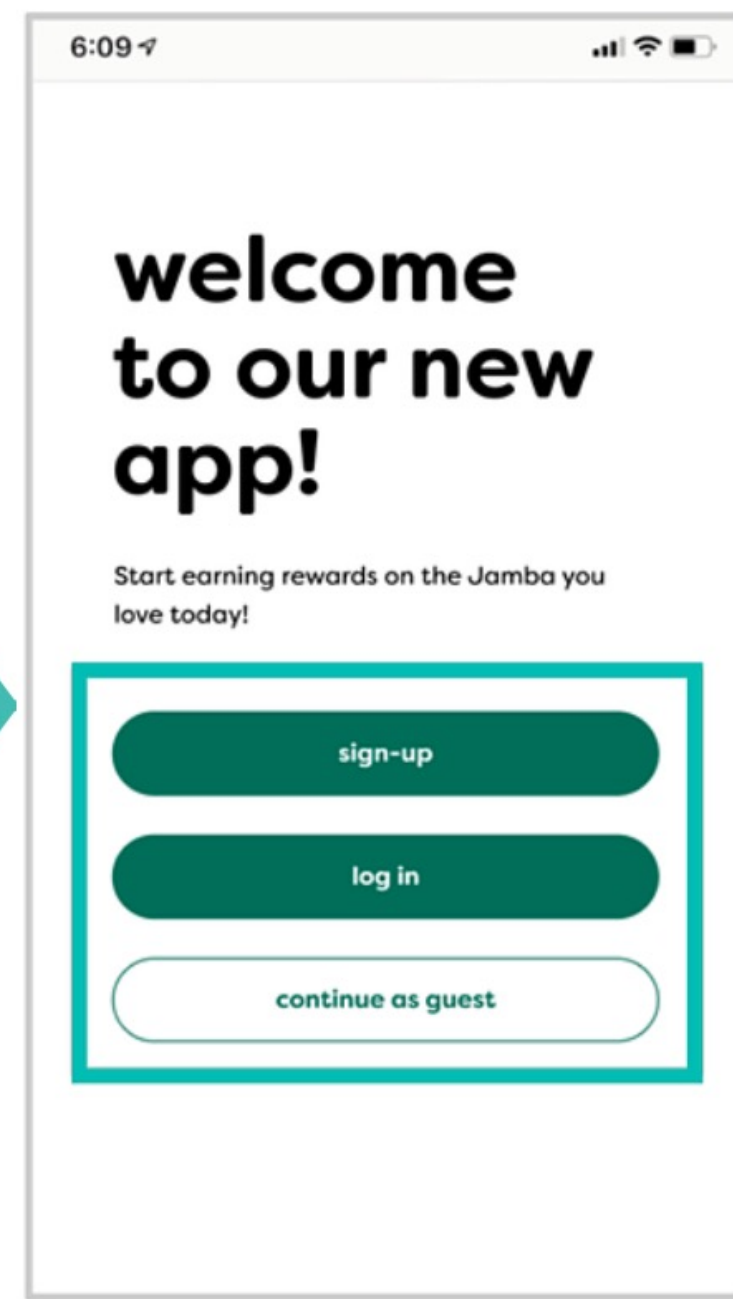 6:09
welcome
to our new
app!
Start earning rewards on the Jamba you
love today!
sign-up
log in
continue as guest